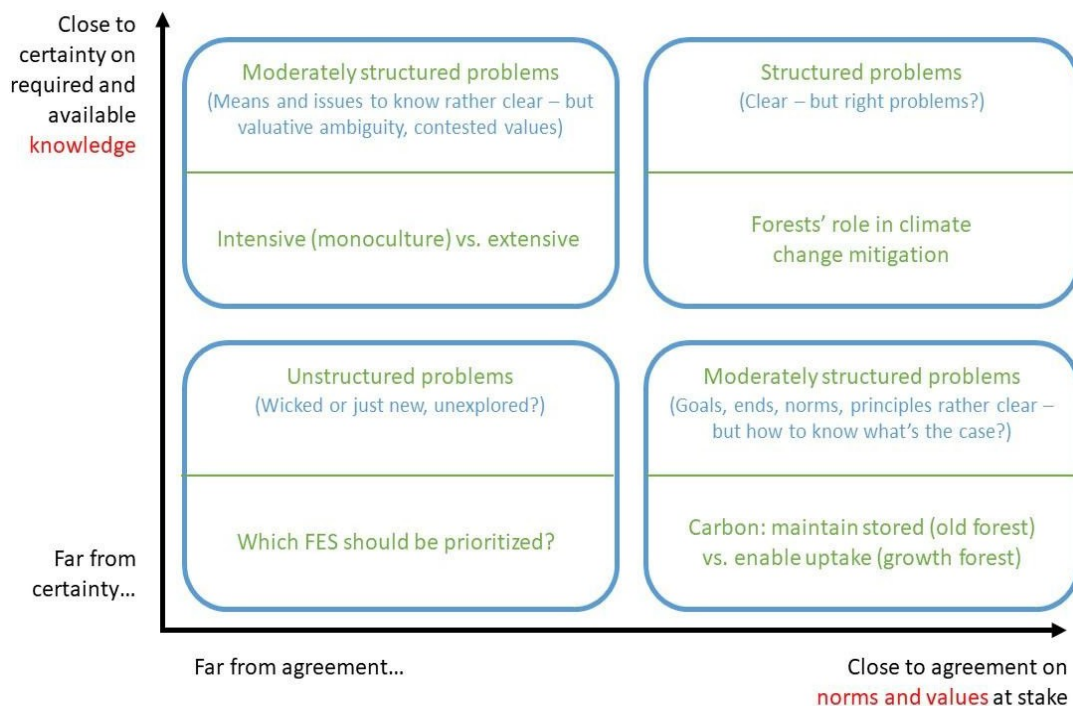 Close to
certainty on
required and
available
knowledge
Moderately structured problems
(Means and issues to know rather clear – but
valuative ambiguity, contested values)
Intensive (monoculture) vs. extensive
Structured problems
(Clear – but right problems?)
Forests’ role in climate
change mitigation
Unstructured problems
(Wicked or just new, unexplored?)
Which FES should be prioritized?
Moderately structured problems
(Goals, ends, norms, principles rather clear –
but how to know what’s the case?)
Carbon: maintain stored (old forest)
vs. enable uptake (growth forest)
Far from
certainty...
Far from agreement...
Close to agreement on
norms and values at stake